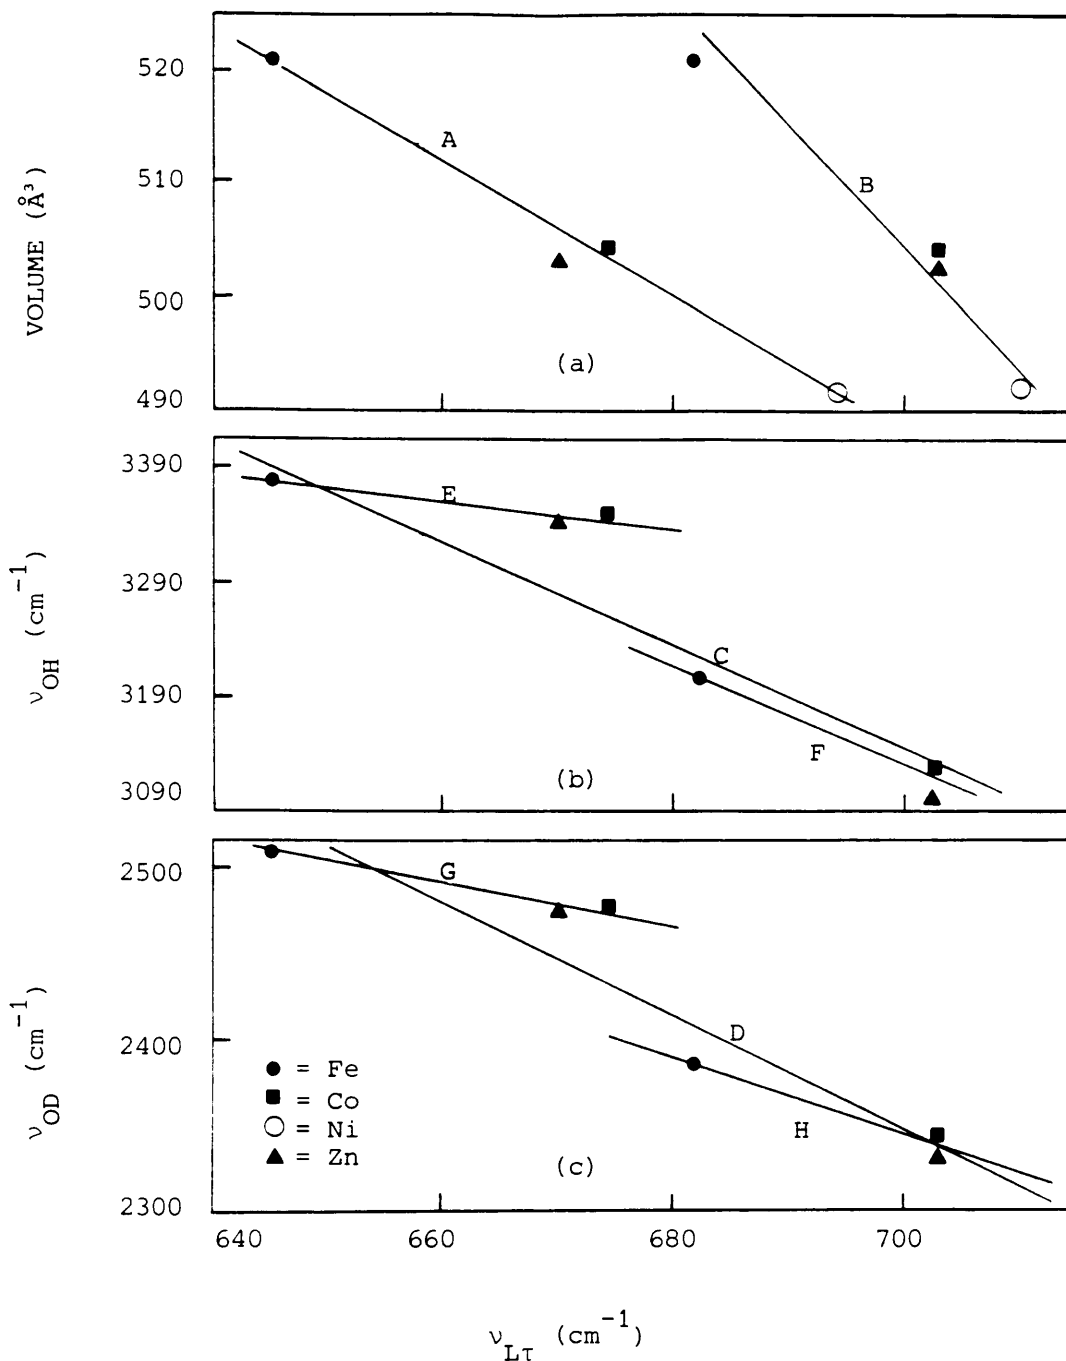 VOLUME (Å³)
520
510
500
490
A
B
(a)
ν_OH (cm⁻¹)
3390
3290
3190
3090
E
C
F
(b)
ν_OD (cm⁻¹)
2500
2400
2300
G
D
H
● = Fe
■ = Co
○ = Ni
▲ = Zn
(c)
640 660 680 700
ν_Lτ (cm⁻¹)